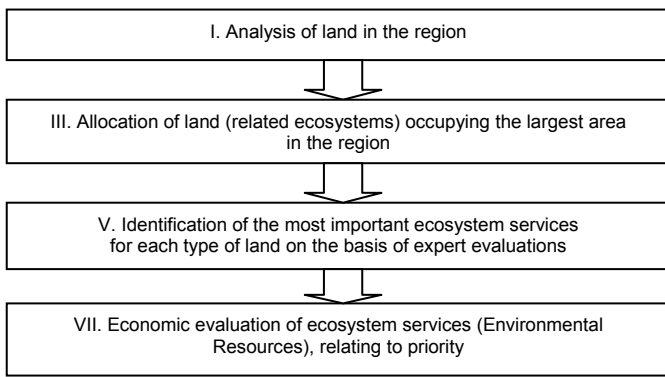 I. Analysis of land in the region
III. Allocation of land (related ecosystems) occupying the largest area
in the region
V. Identification of the most important ecosystem services
for each type of land on the basis of expert evaluations
VII. Economic evaluation of ecosystem services (Environmental
Resources), relating to priority